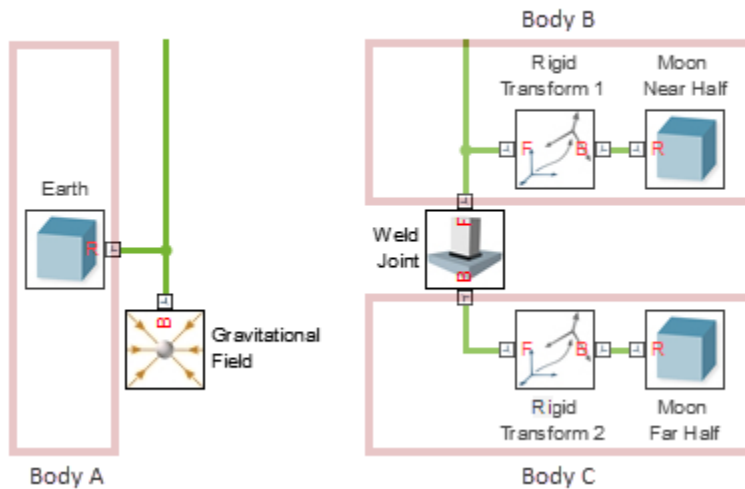 Body B
Rigid
Transform 1
Moon
Near Half
F
B
R
Earth
R
F
Weld
Joint
B
B
Gravitational
Field
F
B
R
Rigid
Transform 2
Moon
Far Half
Body A
Body C